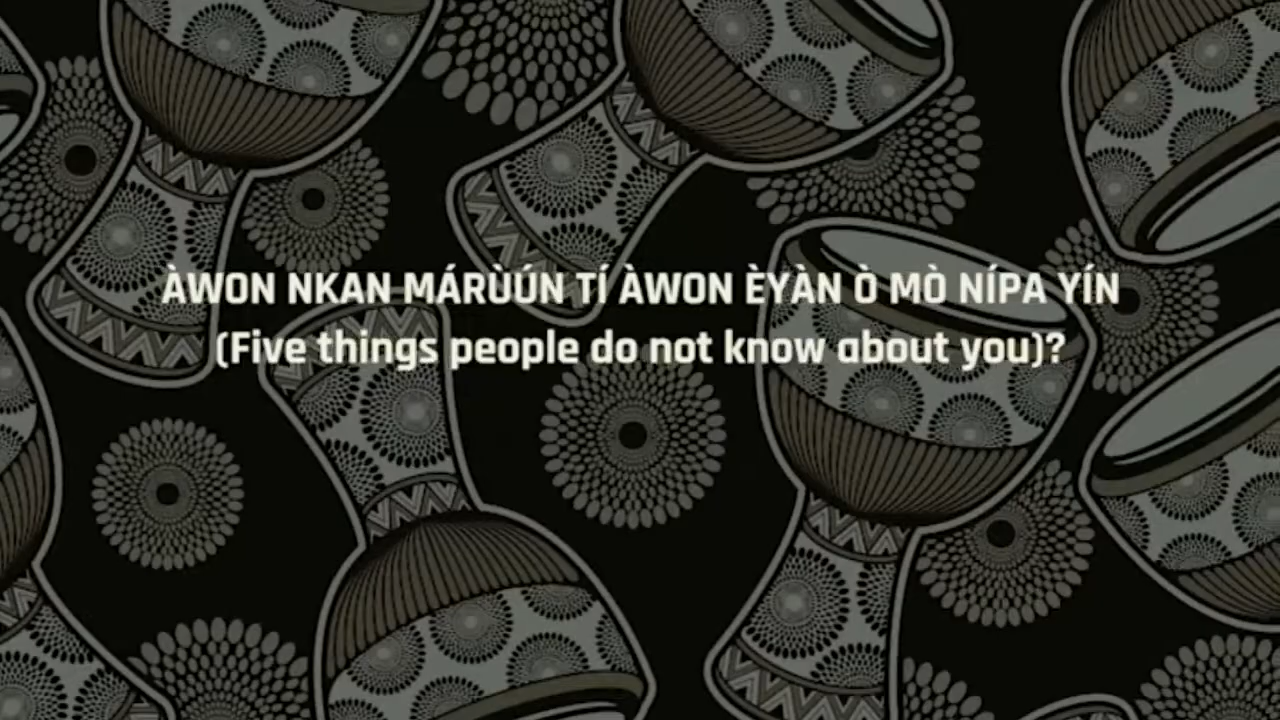 ÀWON NKAN MÁRÙÚN TÍ ÀWON ÈYÀN Ò MÒ NÍPA YÍN
(Five things people do not know about you)?